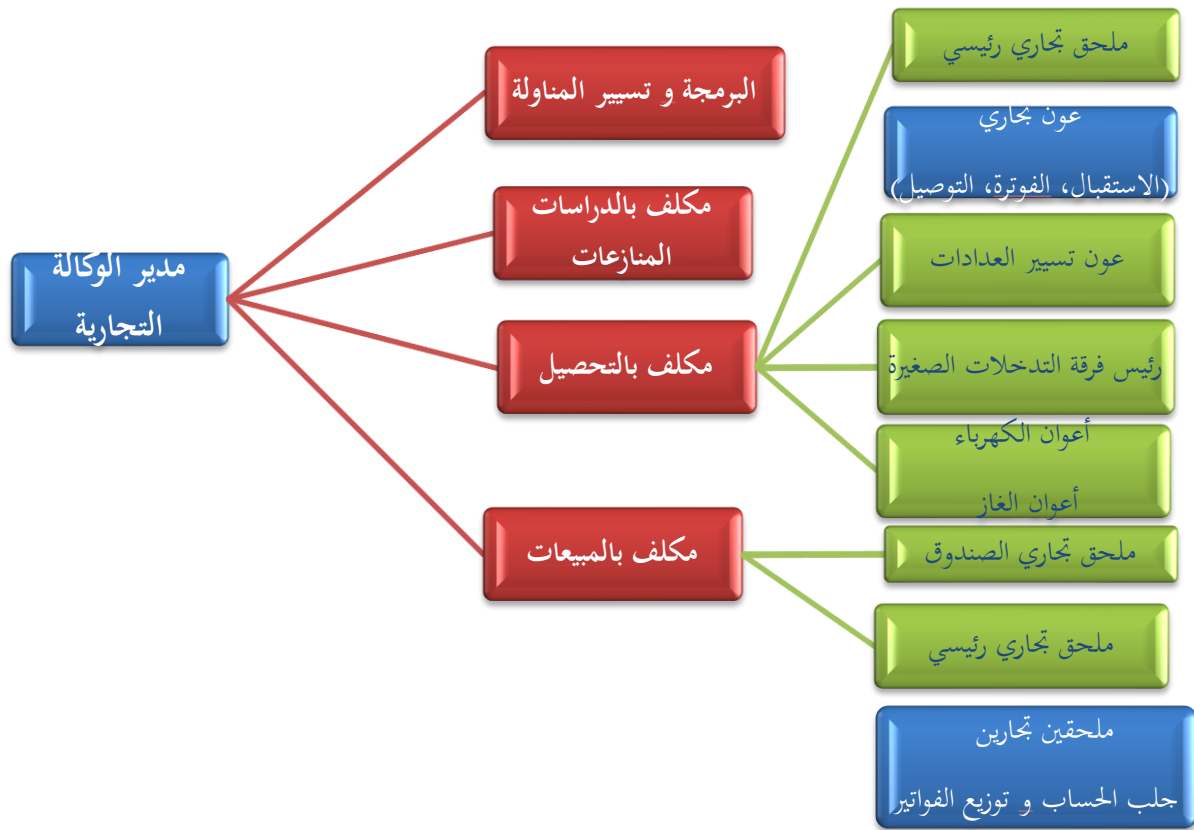 مدير الوكالة
التجارية
البرمجة و تسيير المناولة
مكلف بالدراسات
المنازعات
مكلف بالتحصيل
مكلف بالمبيعات
ملحق تجاري رئيسي
عون تجاري
(الاستقبال، الفوترة، التوصيل)
عون تسيير العدادات
رئيس فرقة التدخلات الصغيرة
أعوان الكهرباء
أعوان الغاز
ملحق تجاري الصندوق
ملحق تجاري رئيسي
ملحقين تجارين
جلب الحساب و توزيع الفواتير